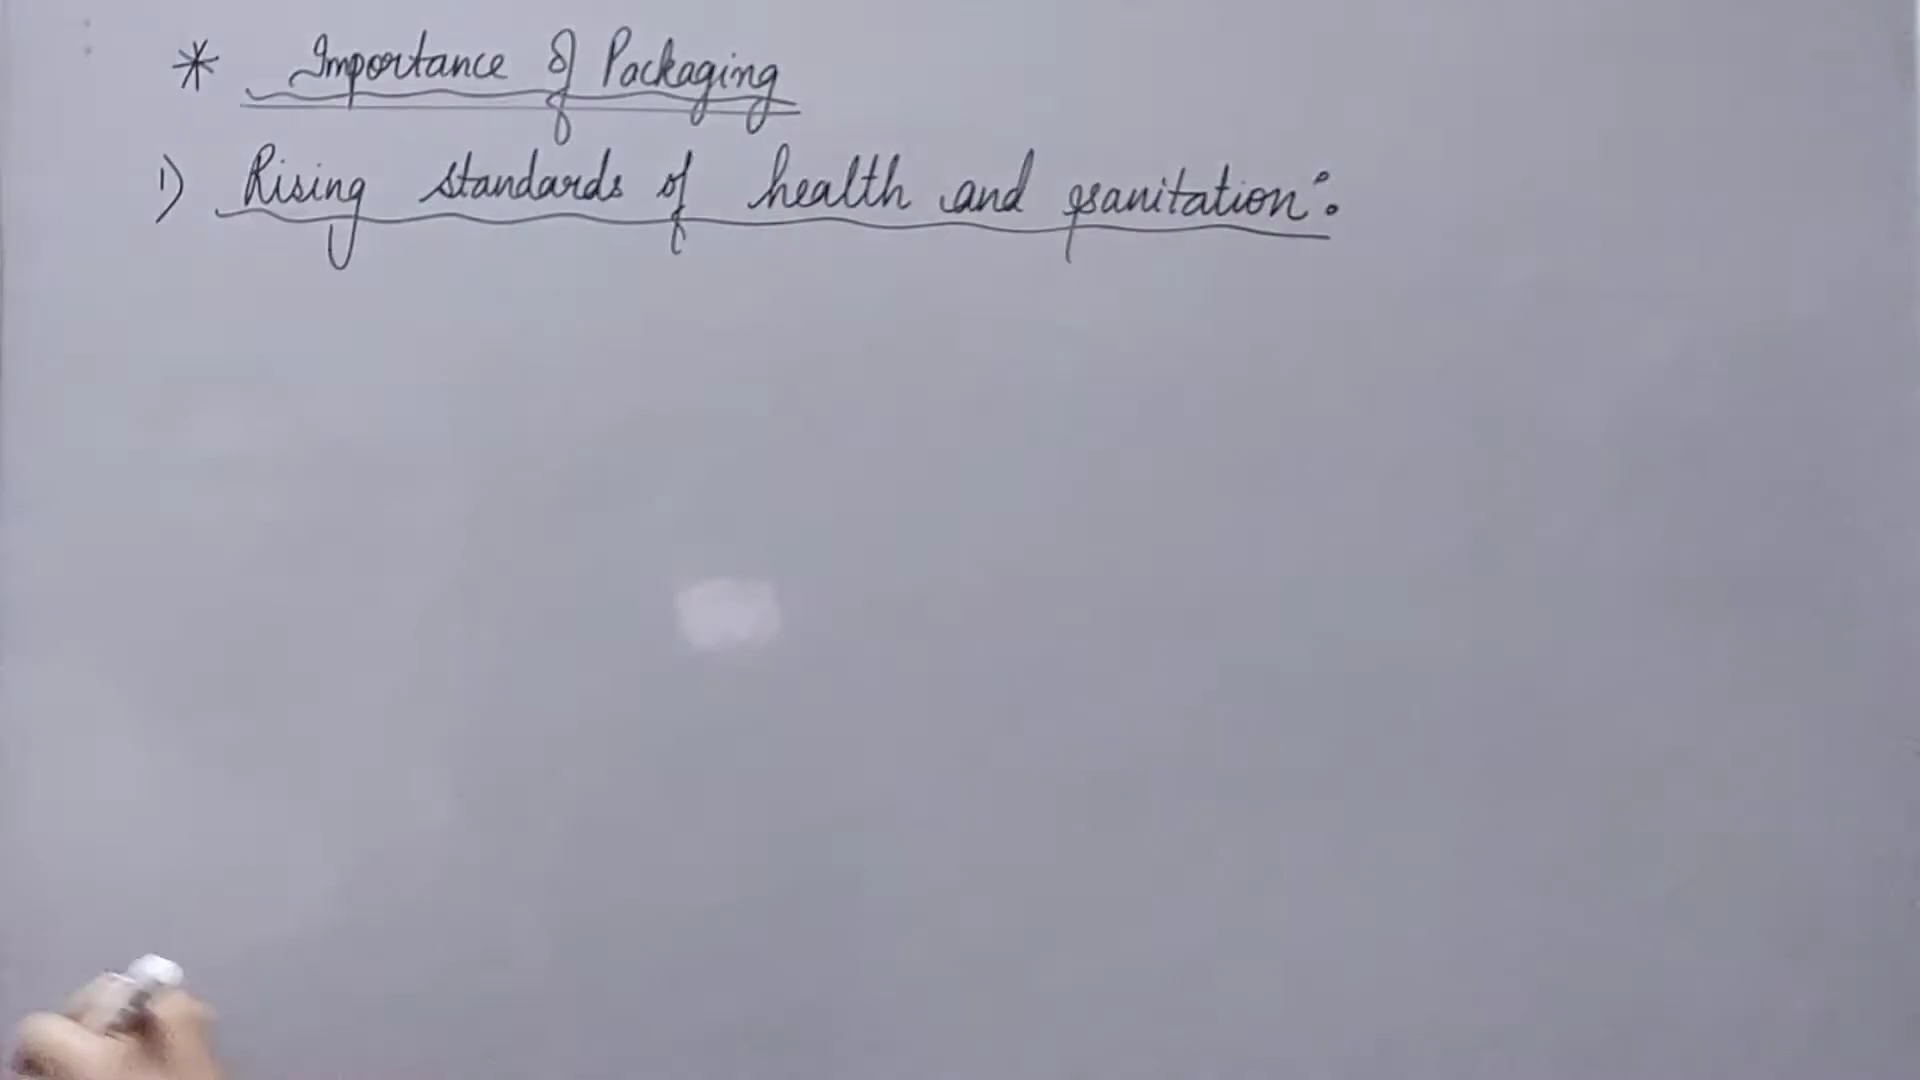 * Importance of Packaging
1) Rising standards of health and sanitation: